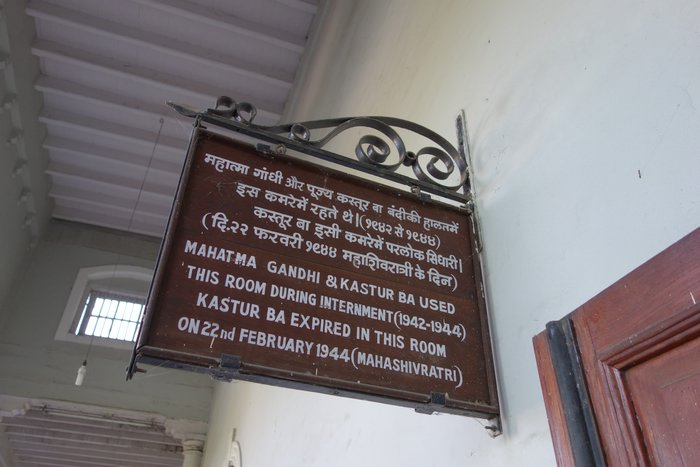 महात्मा गांधी और पूज्य कस्तूर बा बंदीकी हालतमें
इस कमरेमें रहते थे।(१९४२ से १९४४)
कस्तूर बा इसी कमरेमें परलोक सिधारी।
(दि.२२ फरवरी १९४४ महाशिवरात्री के दिन)
MAHATMA GANDHI & KASTUR BA USED
THIS ROOM DURING INTERNMENT(1942-1944)
KASTUR BA EXPIRED IN THIS ROOM
ON 22nd FEBRUARY 1944(MAHASHIVRATRI)